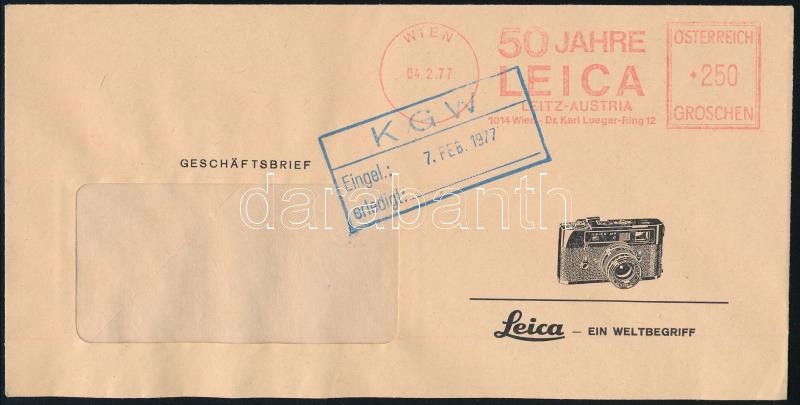 WIEN
04.2.77
50 JAHRE
LEICA
LEITZ-AUSTRIA
1014 Wien - Dr. Karl Lueger-Ring 12
ÖSTERREICH
*250
GROSCHEN
KGW
Eingel.: 7. FEB. 1977
erledigt:
GESCHÄFTSBRIEF
darabanth
Leica – EIN WELTBEGRIFF